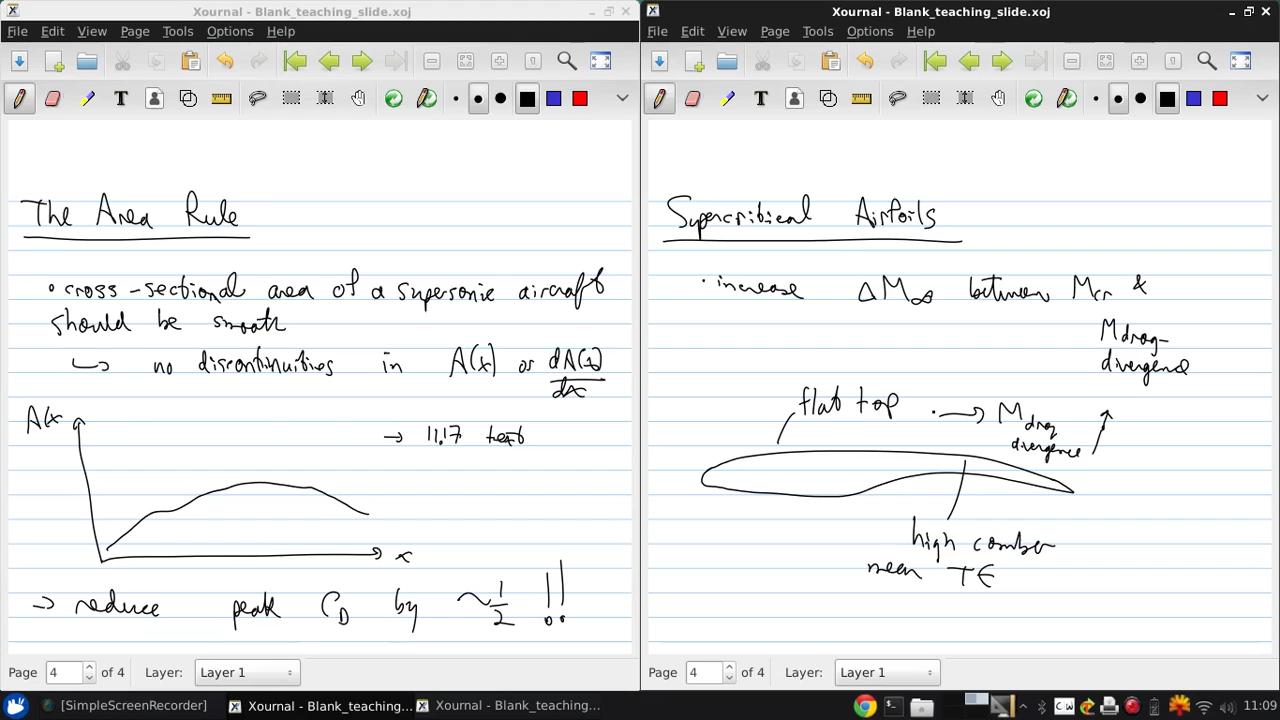 Xournal - Blank_teaching_slide.xoj
File Edit View Page Tools Options Help
The Area Rule
• cross-sectional area of a supersonic aircraft
should be smooth
↳ no discontinuities in A(x) or dA(x)/dx
A(x
→ 11.17 text
x
→ reduce peak CD by ~1/2 !!
Page 4 of 4 Layer: Layer 1
Xournal - Blank_teaching_slide.xoj
File Edit View Page Tools Options Help
Supercritical Airfoils
• increase ΔM∞ between Mcr &
Mdrag-
divergence
flat top → Mdrag
divergence ↑
high camber
near TE
Page 4 of 4 Layer: Layer 1
[SimpleScreenRecorder] Xournal - Blank_teaching... Xournal - Blank_teaching... 11:09